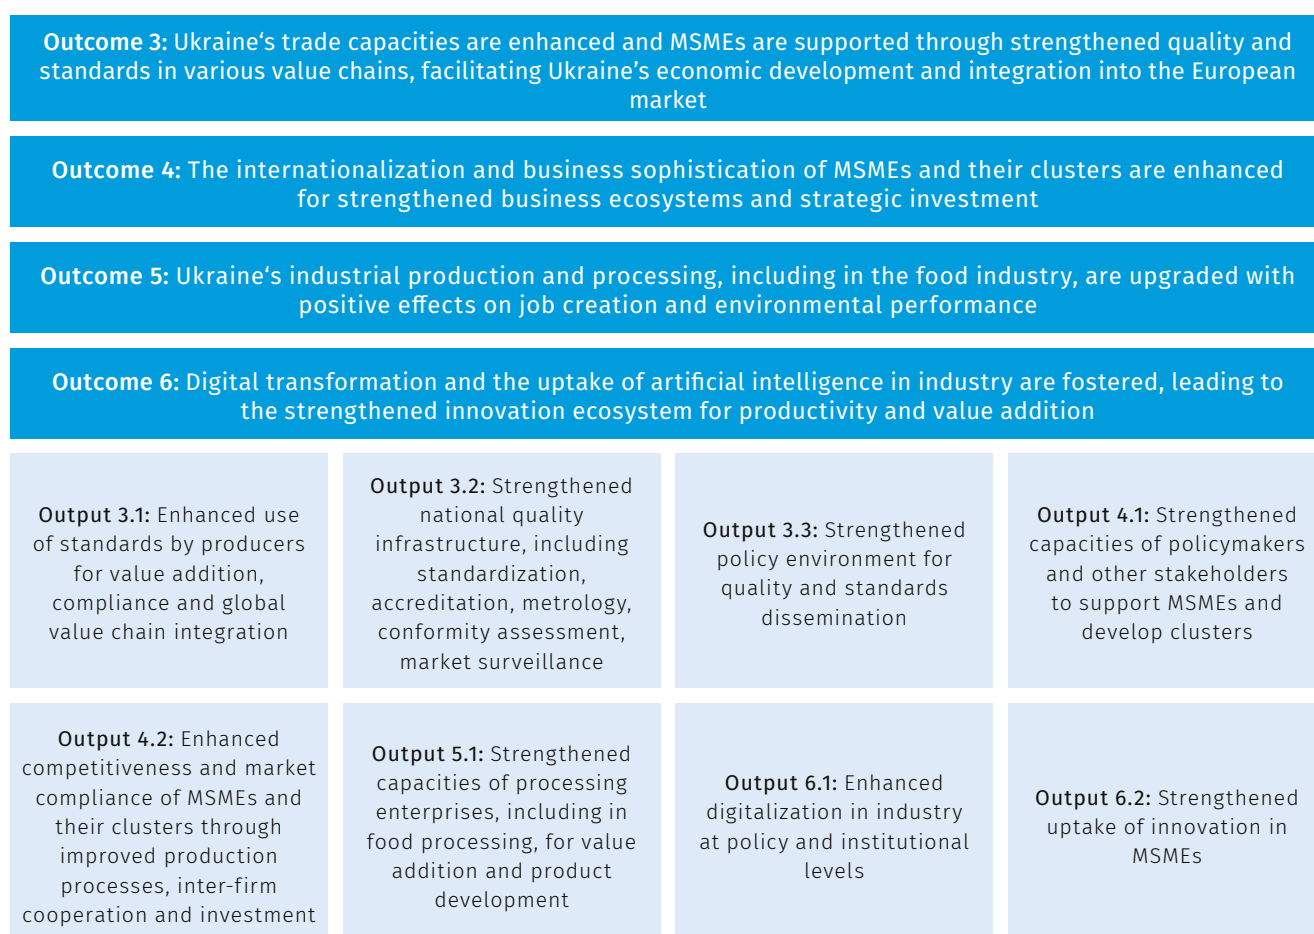 Outcome 3: Ukraine‘s trade capacities are enhanced and MSMEs are supported through strengthened quality and
standards in various value chains, facilitating Ukraine’s economic development and integration into the European
market
Outcome 4: The internationalization and business sophistication of MSMEs and their clusters are enhanced
for strengthened business ecosystems and strategic investment
Outcome 5: Ukraine‘s industrial production and processing, including in the food industry, are upgraded with
positive effects on job creation and environmental performance
Outcome 6: Digital transformation and the uptake of artificial intelligence in industry are fostered, leading to
the strengthened innovation ecosystem for productivity and value addition
Output 3.1: Enhanced use
of standards by producers
for value addition,
compliance and global
value chain integration
Output 3.2: Strengthened
national quality
infrastructure, including
standardization,
accreditation, metrology,
conformity assessment,
market surveillance
Output 3.3: Strengthened
policy environment for
quality and standards
dissemination
Output 4.1: Strengthened
capacities of policymakers
and other stakeholders
to support MSMEs and
develop clusters
Output 4.2: Enhanced
competitiveness and market
compliance of MSMEs and
their clusters through
improved production
processes, inter-firm
cooperation and investment
Output 5.1: Strengthened
capacities of processing
enterprises, including in
food processing, for value
addition and product
development
Output 6.1: Enhanced
digitalization in industry
at policy and institutional
levels
Output 6.2: Strengthened
uptake of innovation in
MSMEs